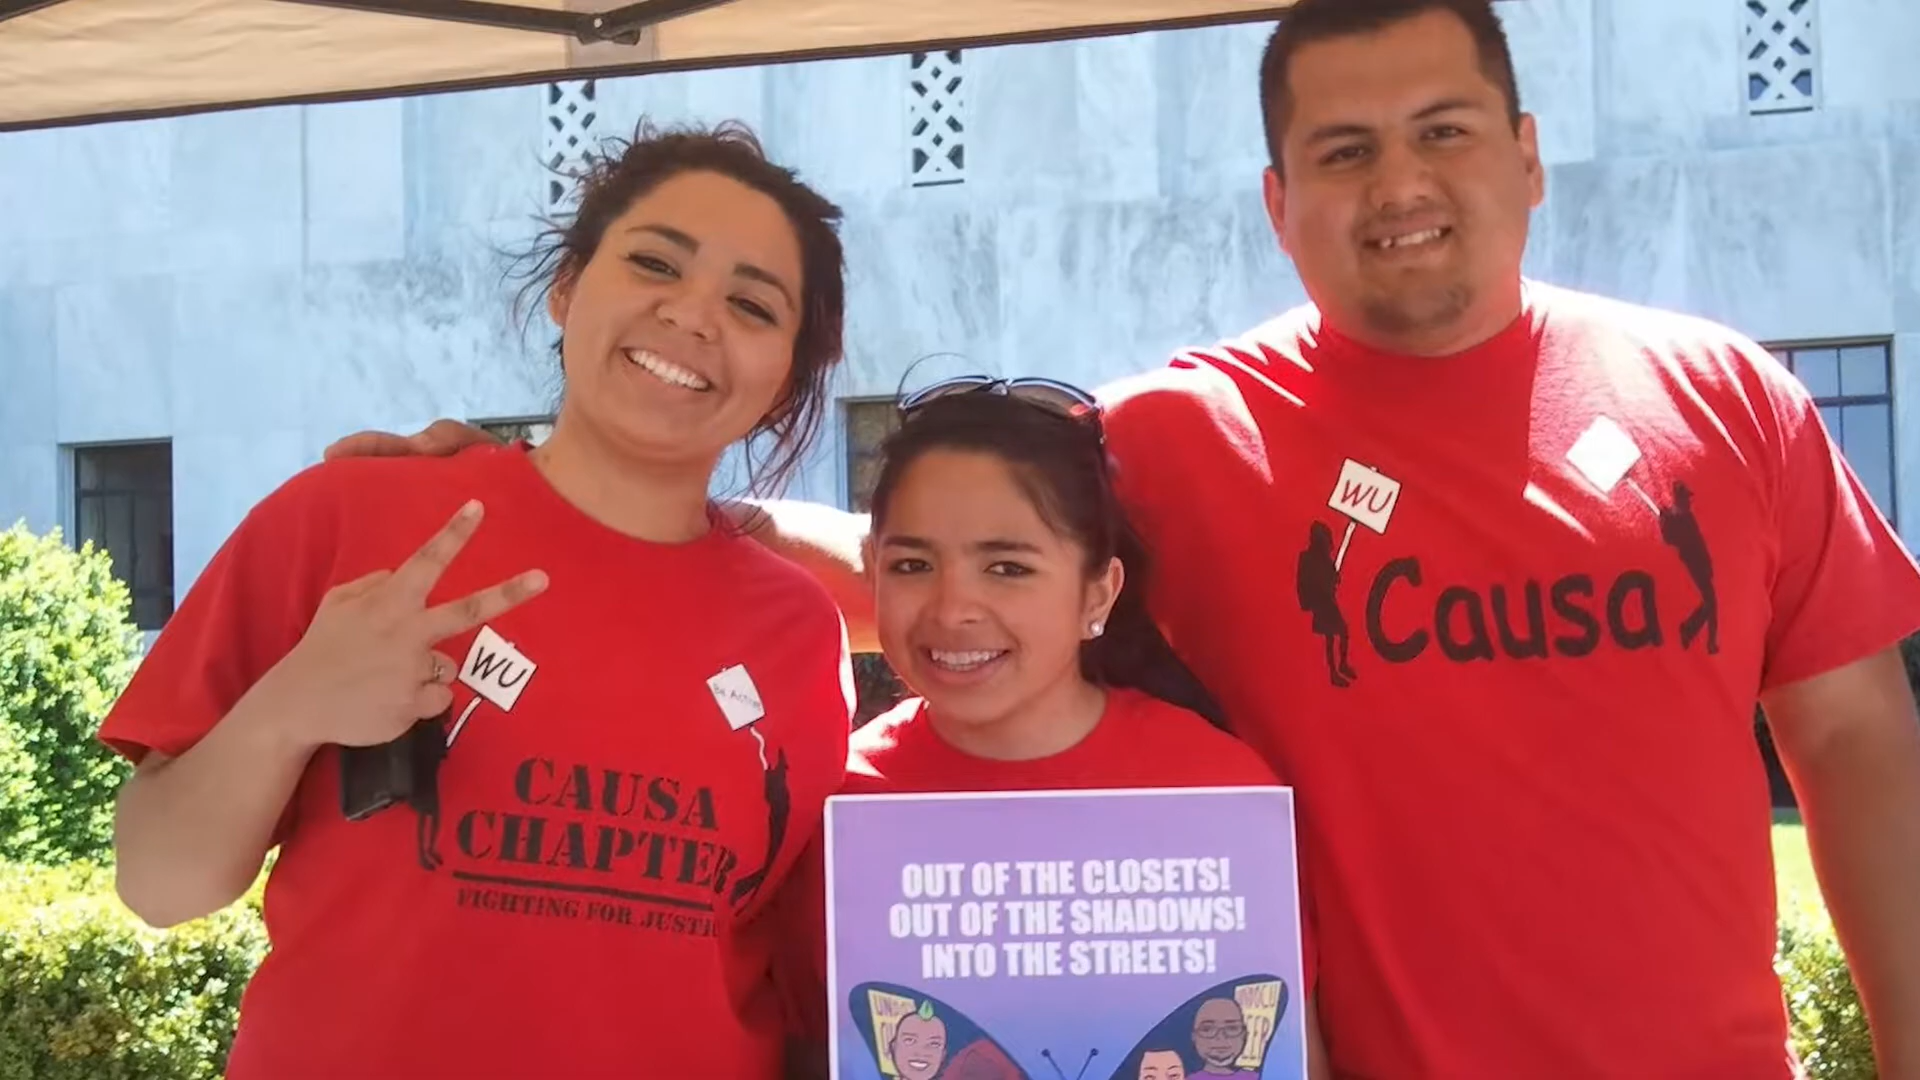 WU
Be Active
CAUSA
CHAPTER
FIGHTING FOR
WU
Causa
OUT OF THE CLOSETS!
OUT OF THE SHADOWS!
INTO THE STREETS!